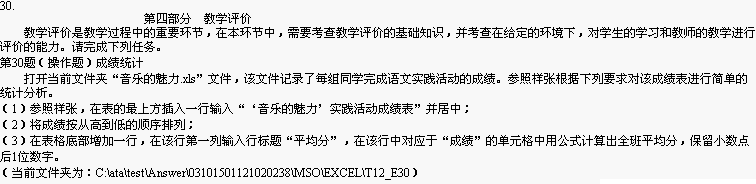 30.
第四部分 教学评价
教学评价是教学过程中的重要环节，在本环节中，需要考查教学评价的基础知识，并考查在给定的环境下，对学生的学习和教师的教学进行
评价的能力。请完成下列任务。
第30题（操作题）成绩统计
打开当前文件夹“音乐的魅力.xls”文件，该文件记录了每组同学完成语文实践活动的成绩。参照样张根据下列要求对该成绩表进行简单的
统计分析。
（1）参照样张，在表的最上方插入一行输入“‘音乐的魅力’实践活动成绩表”并居中；
（2）将成绩按从高到低的顺序排列；
（3）在表格底部增加一行，在该行第一列输入行标题“平均分”，在该行中对应于“成绩”的单元格中用公式计算出全班平均分，保留小数点
后1位数字。
（当前文件夹为：C:\ata\test\Answer\03101501121020238\MSO\EXCEL\T12_E30）